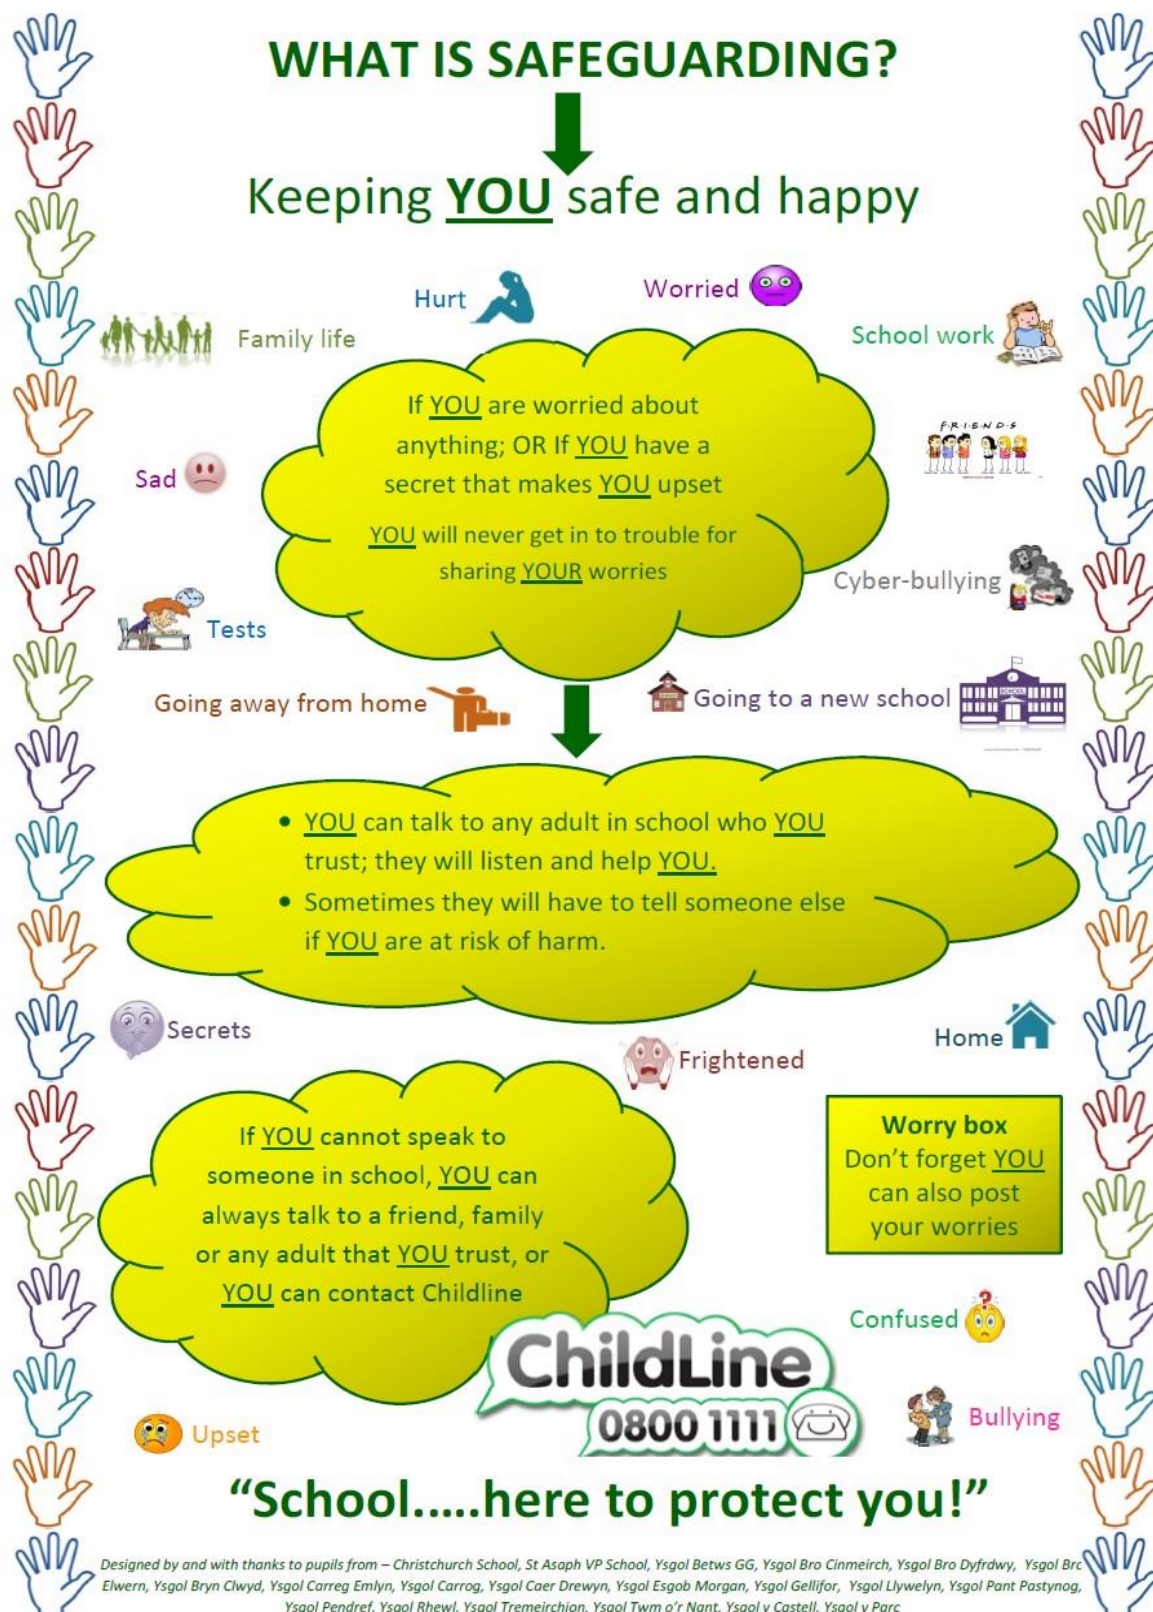 WHAT IS SAFEGUARDING?
Keeping YOU safe and happy
Hurt
Worried
Family life
School work
If YOU are worried about
anything; OR If YOU have a
secret that makes YOU upset
YOU will never get in to trouble for
sharing YOUR worries
F·R·I·E·N·D·S
Sad
Cyber-bullying
Tests
Going away from home
Going to a new school
SCHOOL
• YOU can talk to any adult in school who YOU
trust; they will listen and help YOU.
• Sometimes they will have to tell someone else
if YOU are at risk of harm.
Secrets
Frightened
Home
If YOU cannot speak to
someone in school, YOU can
always talk to a friend, family
or any adult that YOU trust, or
YOU can contact Childline
Worry box
Don't forget YOU
can also post
your worries
Confused
ChildLine
0800 1111
Bullying
Upset
“School.....here to protect you!”
Designed by and with thanks to pupils from – Christchurch School, St Asaph VP School, Ysgol Betws GG, Ysgol Bro Cinmeirch, Ysgol Bro Dyfrdwy, Ysgol Bro
Elwern, Ysgol Bryn Clwyd, Ysgol Carreg Emlyn, Ysgol Carrog, Ysgol Caer Drewyn, Ysgol Esgob Morgan, Ysgol Gellifor, Ysgol Llywelyn, Ysgol Pant Pastynog,
Ysgol Pendref, Ysgol Rhewl, Ysgol Tremeirchion, Ysgol Twm o'r Nant, Ysgol y Castell, Ysgol y Parc